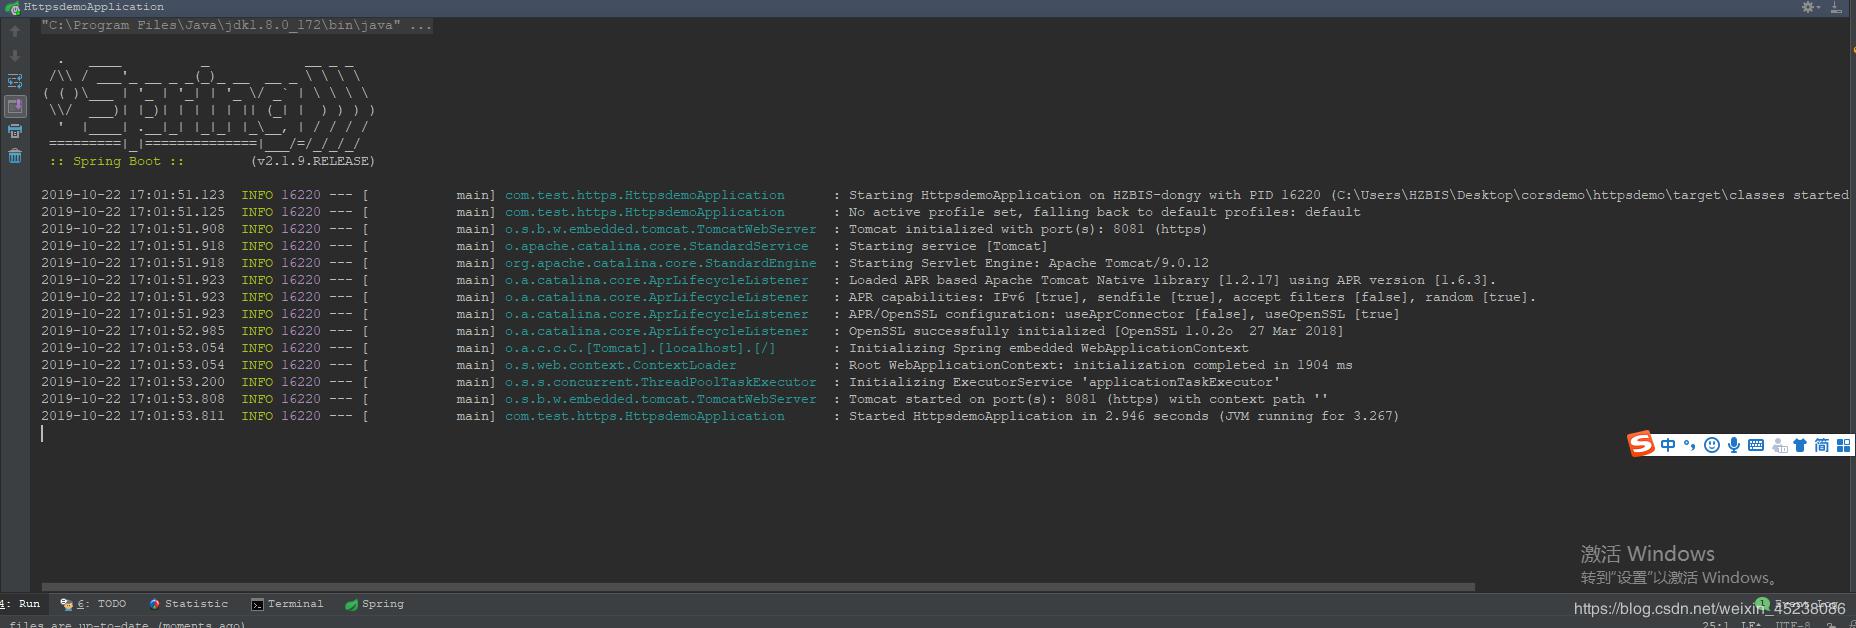 HttpsdemoApplication
"C:\Program Files\Java\jdk1.8.0_172\bin\java" ...
:: Spring Boot ::        (v2.1.9.RELEASE)
2019-10-22 17:01:51.123  INFO 16220 --- [           main] com.test.https.HttpsdemoApplication      : Starting HttpsdemoApplication on HZBIS-dongy with PID 16220 (C:\Users\HZBIS\Desktop\corsdemo\httpsdemo\target\classes started
2019-10-22 17:01:51.125  INFO 16220 --- [           main] com.test.https.HttpsdemoApplication      : No active profile set, falling back to default profiles: default
2019-10-22 17:01:51.908  INFO 16220 --- [           main] o.s.b.w.embedded.tomcat.TomcatWebServer  : Tomcat initialized with port(s): 8081 (https)
2019-10-22 17:01:51.918  INFO 16220 --- [           main] o.apache.catalina.core.StandardService   : Starting service [Tomcat]
2019-10-22 17:01:51.918  INFO 16220 --- [           main] org.apache.catalina.core.StandardEngine  : Starting Servlet Engine: Apache Tomcat/9.0.12
2019-10-22 17:01:51.923  INFO 16220 --- [           main] o.a.catalina.core.AprLifecycleListener   : Loaded APR based Apache Tomcat Native library [1.2.17] using APR version [1.6.3].
2019-10-22 17:01:51.923  INFO 16220 --- [           main] o.a.catalina.core.AprLifecycleListener   : APR capabilities: IPv6 [true], sendfile [true], accept filters [false], random [true].
2019-10-22 17:01:51.923  INFO 16220 --- [           main] o.a.catalina.core.AprLifecycleListener   : APR/OpenSSL configuration: useAprConnector [false], useOpenSSL [true]
2019-10-22 17:01:52.985  INFO 16220 --- [           main] o.a.catalina.core.AprLifecycleListener   : OpenSSL successfully initialized [OpenSSL 1.0.2o  27 Mar 2018]
2019-10-22 17:01:53.054  INFO 16220 --- [           main] o.a.c.c.C.[Tomcat].[localhost].[/]       : Initializing Spring embedded WebApplicationContext
2019-10-22 17:01:53.054  INFO 16220 --- [           main] o.s.web.context.ContextLoader            : Root WebApplicationContext: initialization completed in 1904 ms
2019-10-22 17:01:53.200  INFO 16220 --- [           main] o.s.s.concurrent.ThreadPoolTaskExecutor  : Initializing ExecutorService 'applicationTaskExecutor'
2019-10-22 17:01:53.808  INFO 16220 --- [           main] o.s.b.w.embedded.tomcat.TomcatWebServer  : Tomcat started on port(s): 8081 (https) with context path ''
2019-10-22 17:01:53.811  INFO 16220 --- [           main] com.test.https.HttpsdemoApplication      : Started HttpsdemoApplication in 2.946 seconds (JVM running for 3.267)
S 中 简
激活 Windows
转到"设置"以激活 Windows。
4: Run  6: TODO  Statistic  Terminal  Spring
https://blog.csdn.net/weixin_45238086
files are up-to-date (moments ago)
25:1  UTF-8